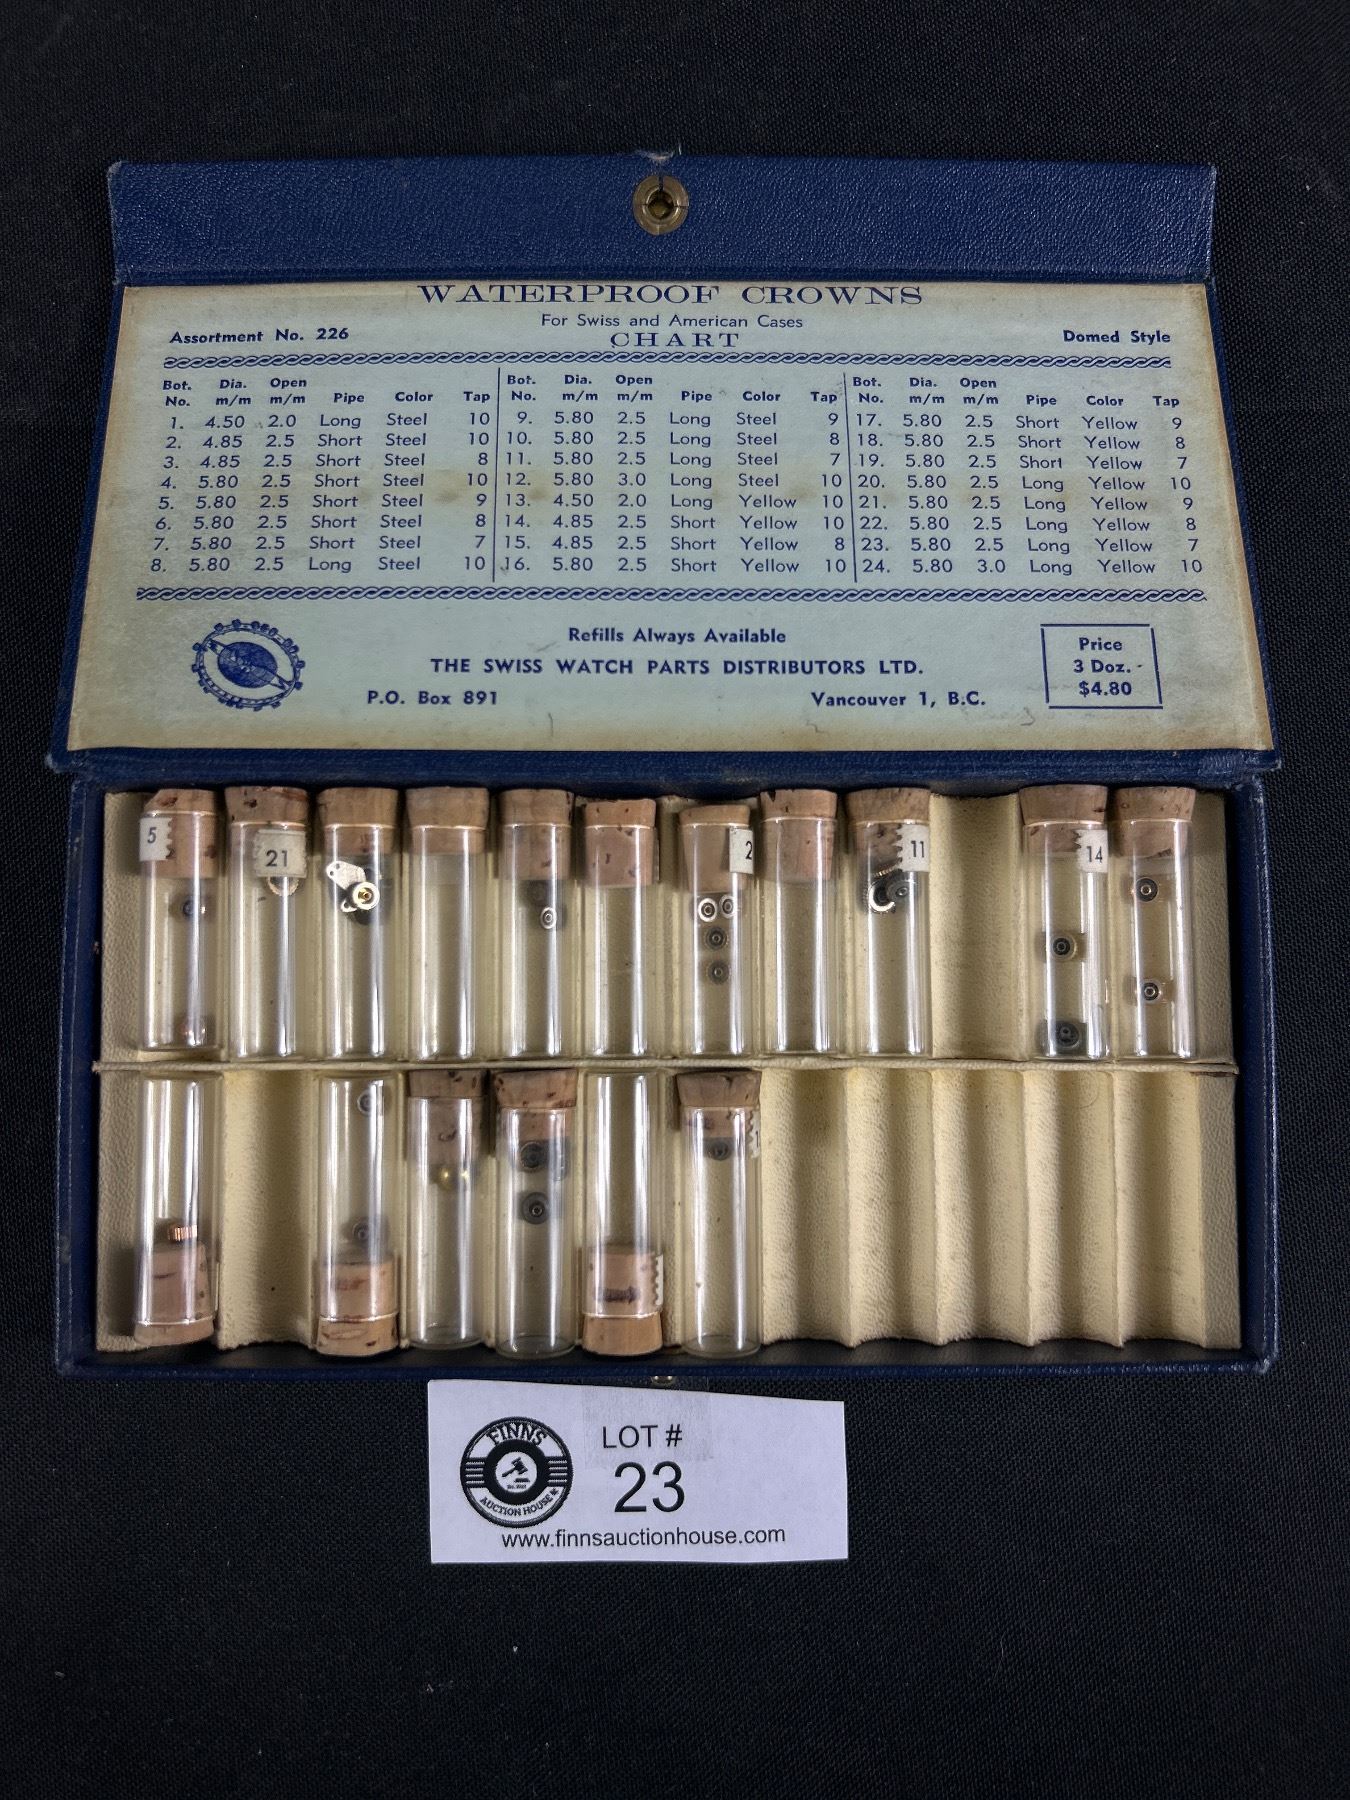 WATERPROOF CROWNS
For Swiss and American Cases
Assortment No. 226 CHART Domed Style
Bot. No. Dia. m/m Open m/m Pipe Color Tap
1. 4.50 2.0 Long Steel 10
2. 4.85 2.5 Short Steel 10
3. 4.85 2.5 Short Steel 8
4. 5.80 2.5 Short Steel 10
5. 5.80 2.5 Short Steel 9
6. 5.80 2.5 Short Steel 8
7. 5.80 2.5 Short Steel 7
8. 5.80 2.5 Long Steel 10
Bot. No. Dia. m/m Open m/m Pipe Color Tap
9. 5.80 2.5 Long Steel 9
10. 5.80 2.5 Long Steel 8
11. 5.80 2.5 Long Steel 7
12. 5.80 3.0 Long Steel 10
13. 4.50 2.0 Long Yellow 10
14. 4.85 2.5 Short Yellow 10
15. 4.85 2.5 Short Yellow 8
16. 5.80 2.5 Short Yellow 10
Bot. No. Dia. m/m Open m/m Pipe Color Tap
17. 5.80 2.5 Short Yellow 9
18. 5.80 2.5 Short Yellow 8
19. 5.80 2.5 Short Yellow 7
20. 5.80 2.5 Long Yellow 10
21. 5.80 2.5 Long Yellow 9
22. 5.80 2.5 Long Yellow 8
23. 5.80 2.5 Long Yellow 7
24. 5.80 3.0 Long Yellow 10
Refills Always Available
THE SWISS WATCH PARTS DISTRIBUTORS LTD.
P.O. Box 891 Vancouver 1, B.C.
Price
3 Doz. -
$4.80
5
21
2
11
14
1
FINNS
AUCTION HOUSE
LOT #
23
www.finnsauctionhouse.com